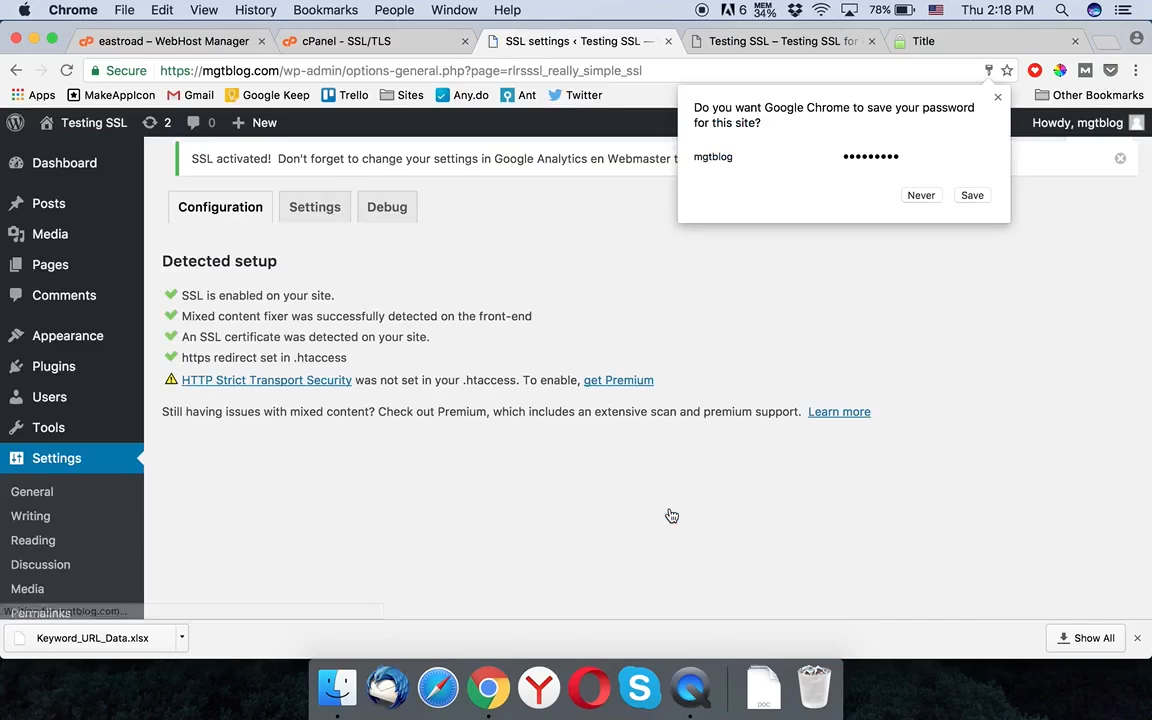 Chrome File Edit View History Bookmarks People Window Help 6 MEM 34% 78% Thu 2:18 PM
eastroad – WebHost Manager × cPanel - SSL/TLS × SSL settings ‹ Testing SSL — × Testing SSL – Testing SSL for × Title ×
Secure https://mgtblog.com/wp-admin/options-general.php?page=rlrsssl_really_simple_ssl
Apps MakeAppIcon Gmail Google Keep Trello Sites Any.do Ant Twitter Other Bookmarks
Testing SSL 2 0 New Howdy, mgtblog
Do you want Google Chrome to save your password
for this site?
mgtblog •••••••••
Never Save
SSL activated! Don't forget to change your settings in Google Analytics en Webmaster t
Configuration Settings Debug
Detected setup
SSL is enabled on your site.
Mixed content fixer was successfully detected on the front-end
An SSL certificate was detected on your site.
https redirect set in .htaccess
HTTP Strict Transport Security was not set in your .htaccess. To enable, get Premium
Still having issues with mixed content? Check out Premium, which includes an extensive scan and premium support. Learn more
Dashboard
Posts
Media
Pages
Comments
Appearance
Plugins
Users
Tools
Settings
General
Writing
Reading
Discussion
Media
Permalinks
Keyword_URL_Data.xlsx Show All
DOC